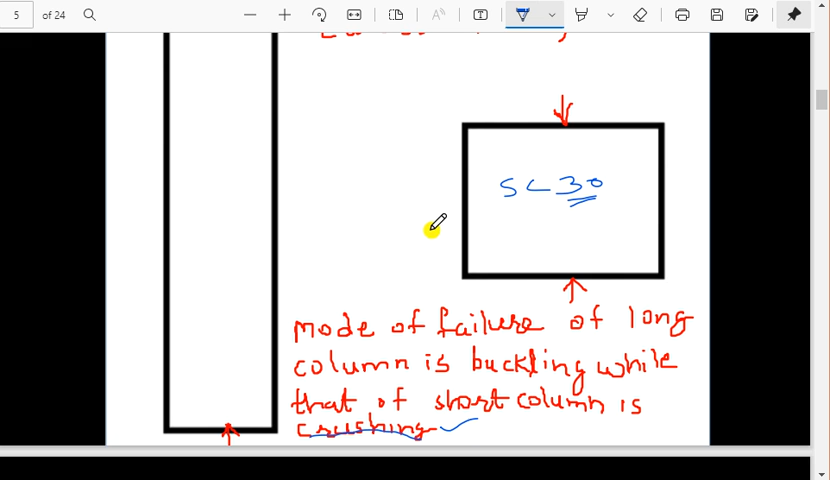 5 of 24
S < 30
mode of failure of long
column is buckling while
that of short column is
crushing